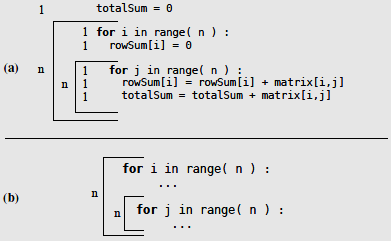 1 totalSum = 0
1 for i in range( n ) :
1 rowSum[i] = 0
(a) n
1 for j in range( n ) :
n 1 rowSum[i] = rowSum[i] + matrix[i,j]
1 totalSum = totalSum + matrix[i,j]
for i in range( n ) :
...
(b) n
n for j in range( n ) :
...